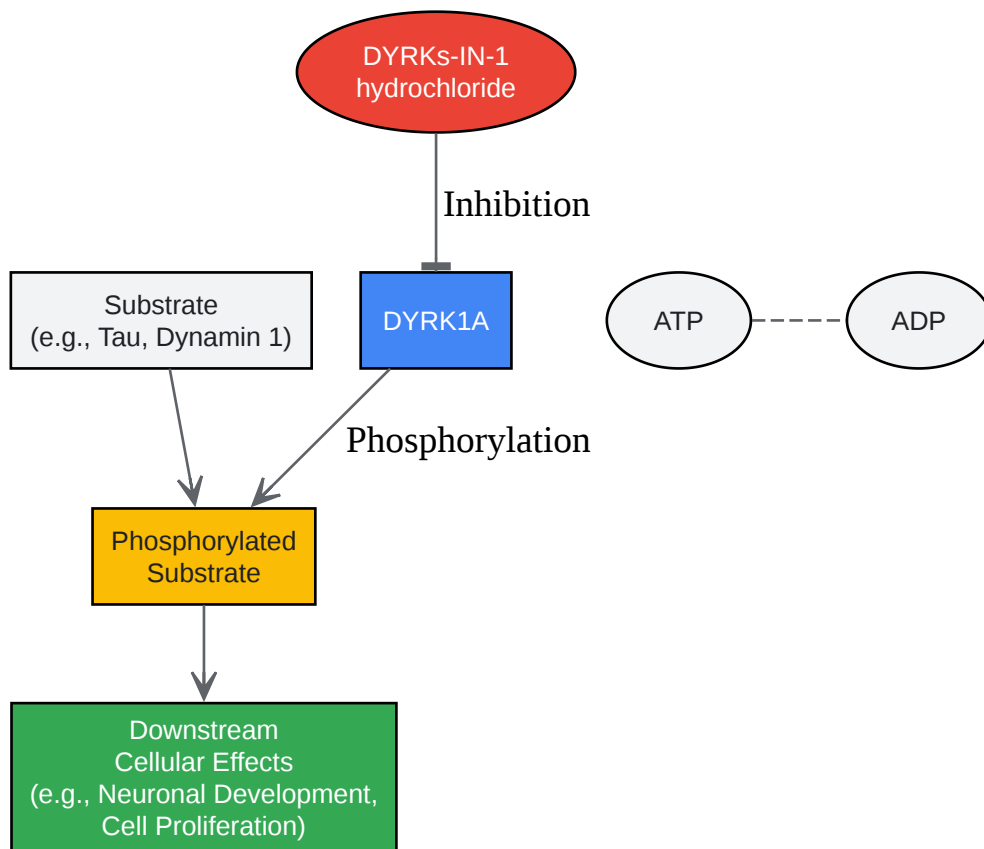 DYRKs-IN-1
hydrochloride
Inhibition
Substrate
(e.g., Tau, Dynamin 1)
DYRK1A
ATP
ADP
Phosphorylation
Phosphorylated
Substrate
Downstream
Cellular Effects
(e.g., Neuronal Development,
Cell Proliferation)